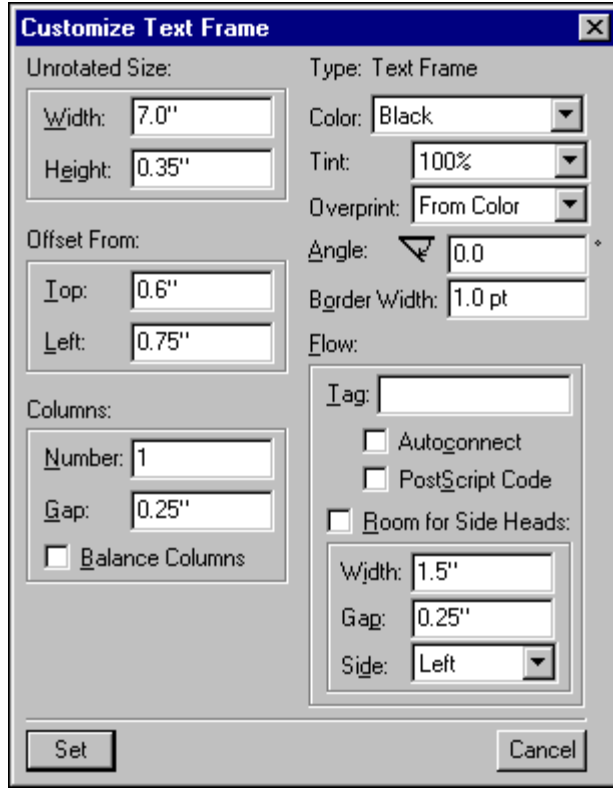 Customize Text Frame
Unrotated Size:
Width: 7.0"
Height: 0.35"
Offset From:
Top: 0.6"
Left: 0.75"
Columns:
Number: 1
Gap: 0.25"
Balance Columns
Type: Text Frame
Color: Black
Tint: 100%
Overprint: From Color
Angle: 0.0 °
Border Width: 1.0 pt
Flow:
Tag:
Autoconnect
PostScript Code
Room for Side Heads:
Width: 1.5"
Gap: 0.25"
Side: Left
Set
Cancel